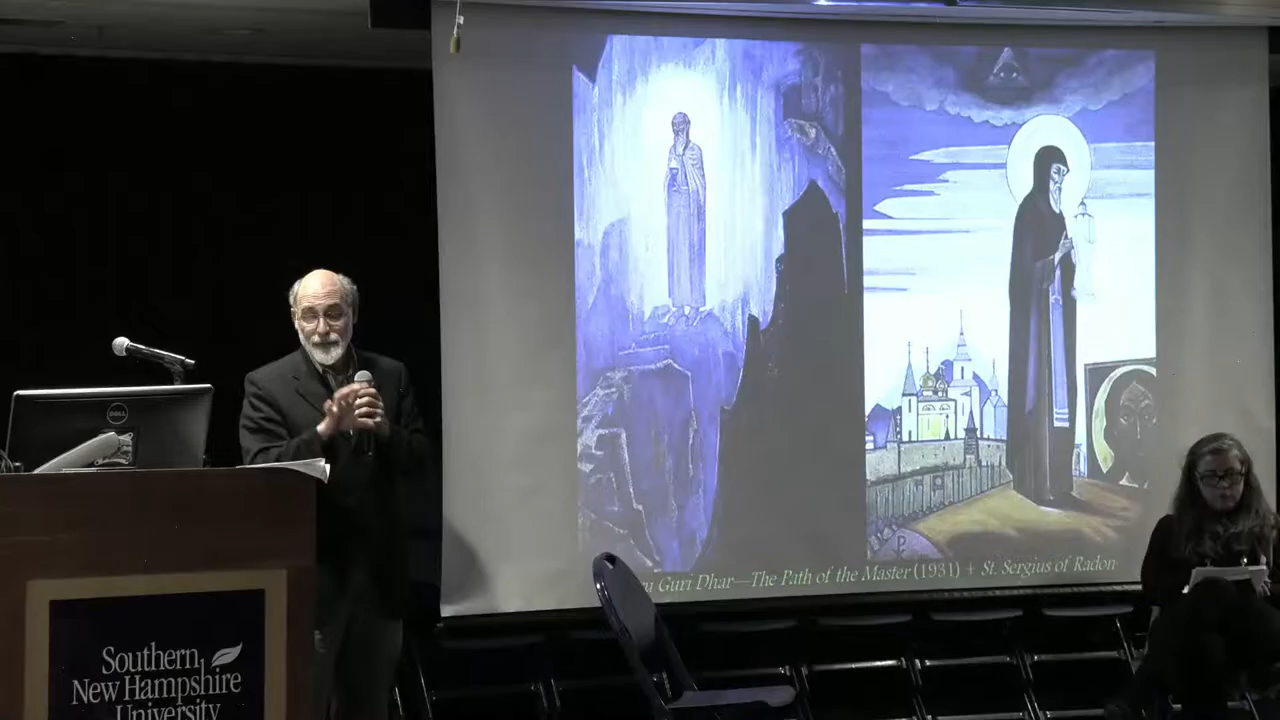 DELL
u Guri Dhar—The Path of the Master (1931) + St. Sergius of Radon
Southern
New Hampshire
University